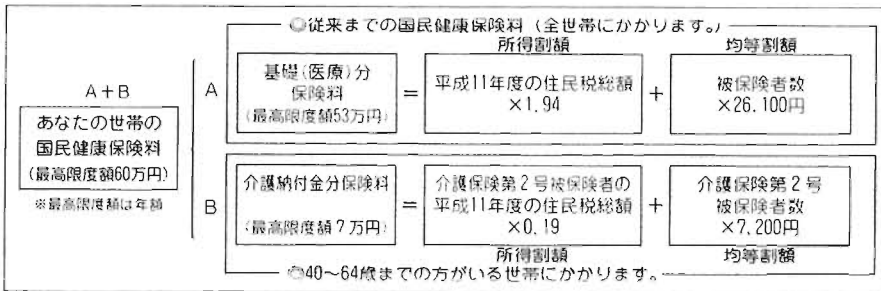 ◎従来までの国民健康保険料(全世帯にかかります。)
所得割額
均等割額
A+B
あなたの世帯の
国民健康保険料
(最高限度額60万円)
※最高限度額は年額
A
基礎(医療)分
保険料
(最高限度額53万円)
=
平成11年度の住民税総額
×1.94
+
被保険者数
×26,100円
B
介護納付金分保険料
(最高限度額7万円)
=
介護保険第2号被保険者の
平成11年度の住民税総額
×0.19
+
介護保険第2号
被保険者数
×7,200円
所得割額
均等割額
◎40〜64歳までの方がいる世帯にかかります。